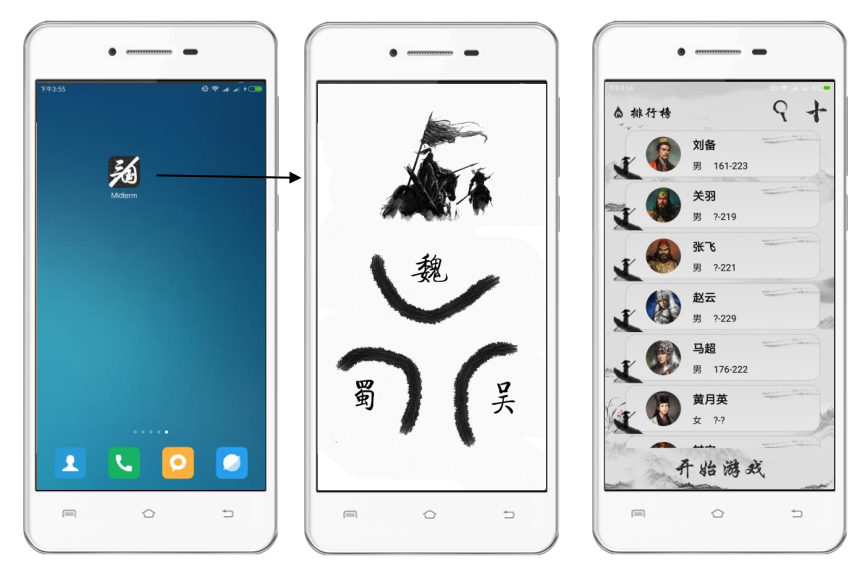 下午3:55
三国
Midterm
魏
蜀
吴
下午3:55
排行榜
刘备
男 161-223
关羽
男 ?-219
张飞
男 ?-221
赵云
男 ?-229
马超
男 176-222
黄月英
女 ?-?
开始游戏